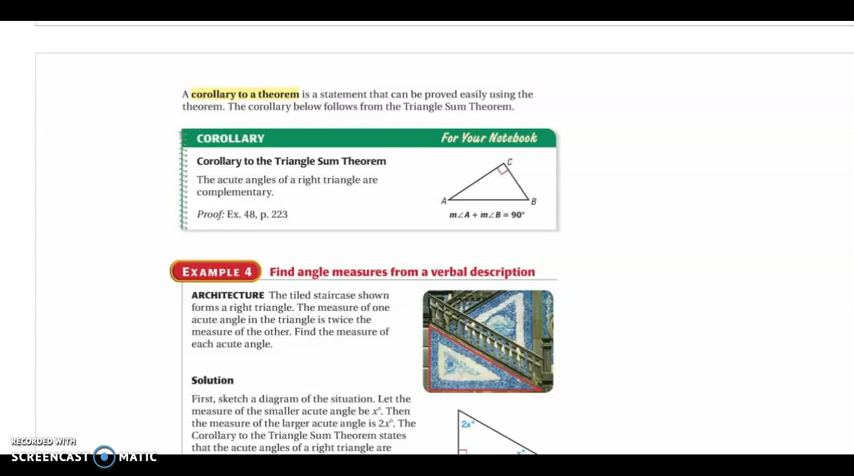 A corollary to a theorem is a statement that can be proved easily using the
theorem. The corollary below follows from the Triangle Sum Theorem.
COROLLARY
For Your Notebook
Corollary to the Triangle Sum Theorem
The acute angles of a right triangle are
complementary.
Proof: Ex. 48, p. 223
C
A
B
m∠A + m∠B = 90°
EXAMPLE 4
Find angle measures from a verbal description
ARCHITECTURE The tiled staircase shown
forms a right triangle. The measure of one
acute angle in the triangle is twice the
measure of the other. Find the measure of
each acute angle.
Solution
First, sketch a diagram of the situation. Let the
measure of the smaller acute angle be x°. Then
the measure of the larger acute angle is 2x°. The
Corollary to the Triangle Sum Theorem states
that the acute angles of a right triangle are
2x°
x°
RECORDED WITH
SCREENCAST MATIC